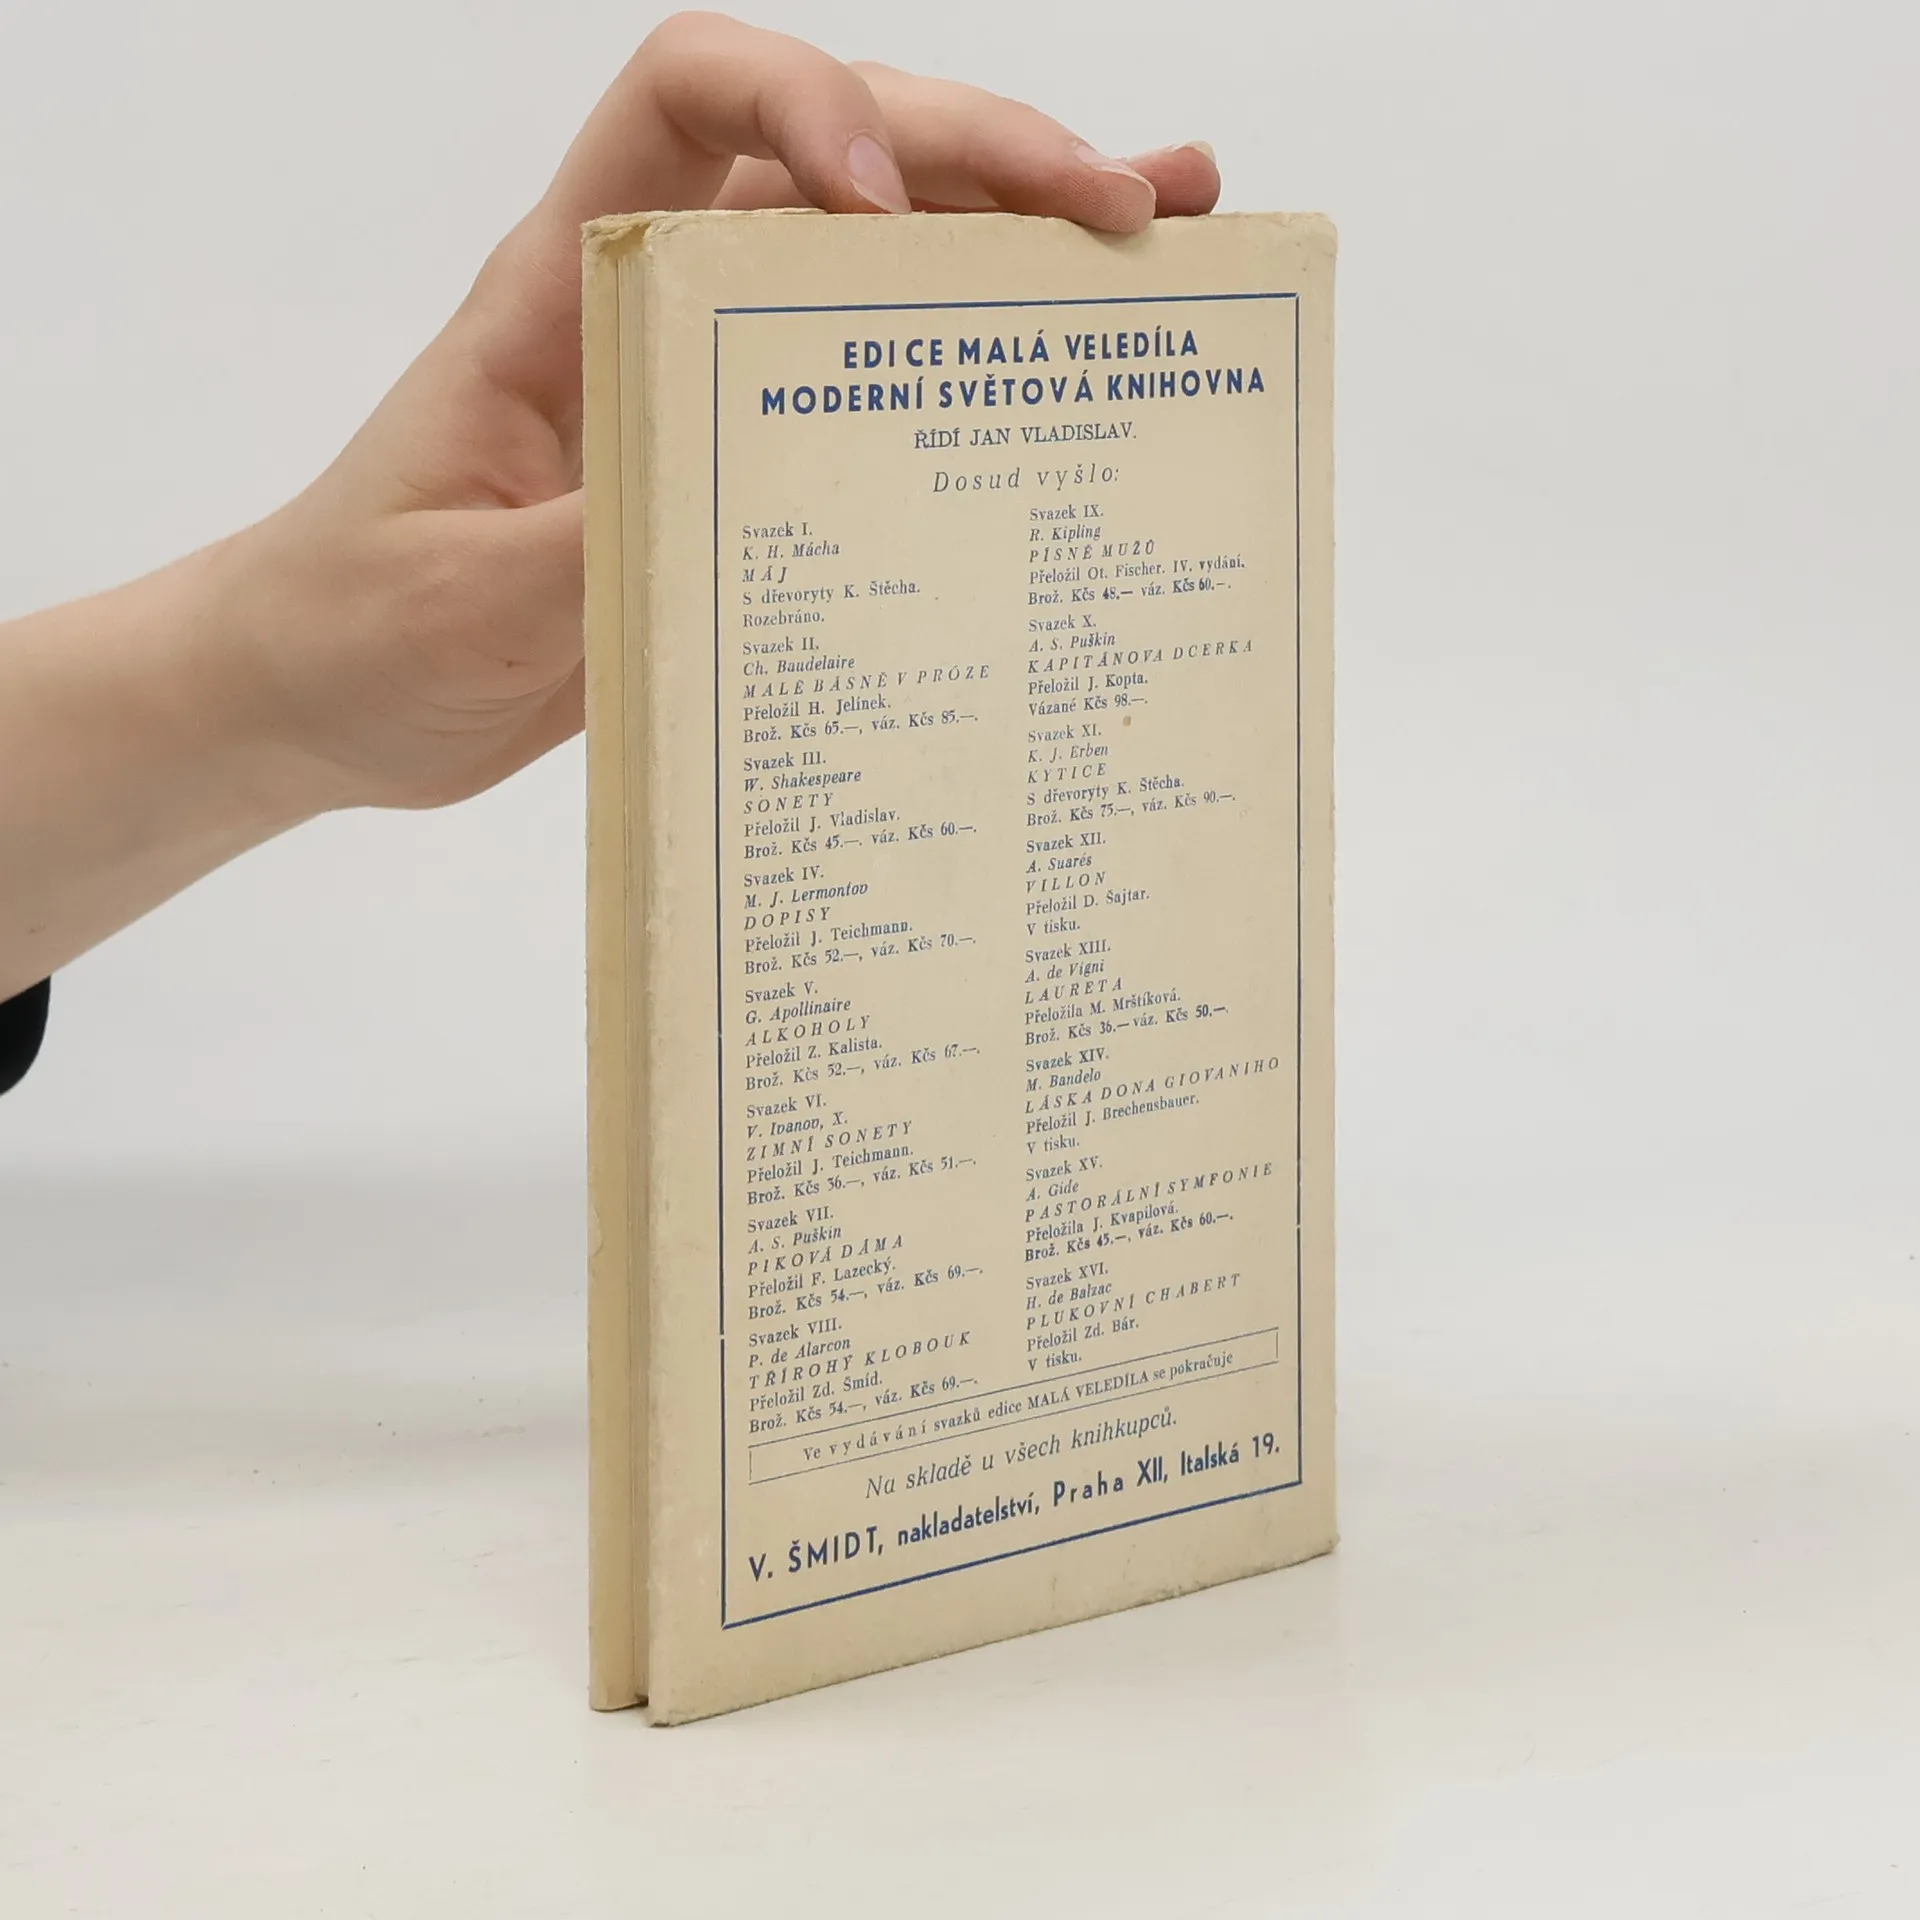 EDICE MALÁ VELEDÍLA
MODERNÍ SVĚTOVÁ KNIHOVNA
ŘÍDÍ JAN VLADISLAV.
Dosud vyšlo:
Svazek I.
K. H. Mácha
MÁJ
S dřevoryty K. Štěcha.
Rozebráno.
Svazek II.
Ch. Baudelaire
MALÉ BÁSNĚ V PRÓZE
Přeložil H. Jelínek.
Brož. Kčs 65.—, váz. Kčs 85.—.
Svazek III.
W. Shakespeare
SONETY
Přeložil J. Vladislav.
Brož. Kčs 45.—. váz. Kčs 60.—.
Svazek IV.
M. J. Lermontov
DOPISY
Přeložil J. Teichmann.
Brož. Kčs 52.—, váz. Kčs 70.—.
Svazek V.
G. Apollinaire
ALKOHOLY
Přeložil Z. Kalista.
Brož. Kčs 52.—, váz. Kčs 67.—.
Svazek VI.
V. Ivanov, X.
ZIMNÍ SONETY
Přeložil J. Teichmann.
Brož. Kčs 36.—, váz. Kčs 51.—.
Svazek VII.
A. S. Puškin
PIKOVÁ DÁMA
Přeložil F. Lazecký.
Brož. Kčs 54.—, váz. Kčs 69.—.
Svazek VIII.
P. de Alarcon
TŘÍROHÝ KLOBOUK
Přeložil Zd. Šmíd.
Brož. Kčs 54.—, váz. Kčs 69.—.
Svazek IX.
R. Kipling
PÍSNĚ MUŽŮ
Přeložil Ot. Fischer. IV. vydání.
Brož. Kčs 48.— váz. Kčs 60.—.
Svazek X.
A. S. Puškin
KAPITÁNOVA DCERKA
Přeložil J. Kopta.
Vázané Kčs 98.—.
Svazek XI.
K. J. Erben
KYTICE
S dřevoryty K. Štěcha.
Brož. Kčs 75.—, váz. Kčs 90.—.
Svazek XII.
A. Suarés
VILLON
Přeložil D. Šajtar.
V tisku.
Svazek XIII.
A. de Vigni
LAURETA
Přeložila M. Mrštíková.
Brož. Kčs 36.— váz. Kčs 50.—.
Svazek XIV.
M. Bandelo
LÁSKA DONA GIOVANIHO
Přeložil J. Brechensbauer.
V tisku.
Svazek XV.
A. Gide
PASTORÁLNÍ SYMFONIE
Přeložila J. Kvapilová.
Brož. Kčs 45.—, váz. Kčs 60.—.
Svazek XVI.
H. de Balzac
PLUKOVNÍ CHABERT
Přeložil Zd. Bár.
V tisku.
Ve vydávání svazků edice MALÁ VELEDÍLA se pokračuje
Na skladě u všech knihkupců.
V. ŠMIDT, nakladatelství, Praha XII, Italská 19.